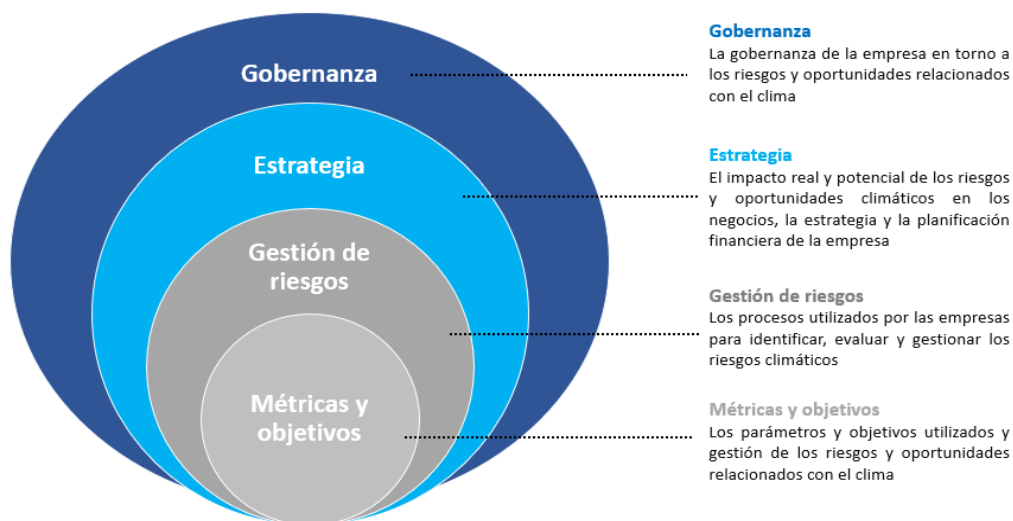 Gobernanza
Estrategia
Gestión de
riesgos
Métricas y
objetivos
Gobernanza
La gobernanza de la empresa en torno a
los riesgos y oportunidades relacionados
con el clima
Estrategia
El impacto real y potencial de los riesgos
y oportunidades climáticos en los
negocios, la estrategia y la planificación
financiera de la empresa
Gestión de riesgos
Los procesos utilizados por las empresas
para identificar, evaluar y gestionar los
riesgos climáticos
Métricas y objetivos
Los parámetros y objetivos utilizados y
gestión de los riesgos y oportunidades
relacionados con el clima